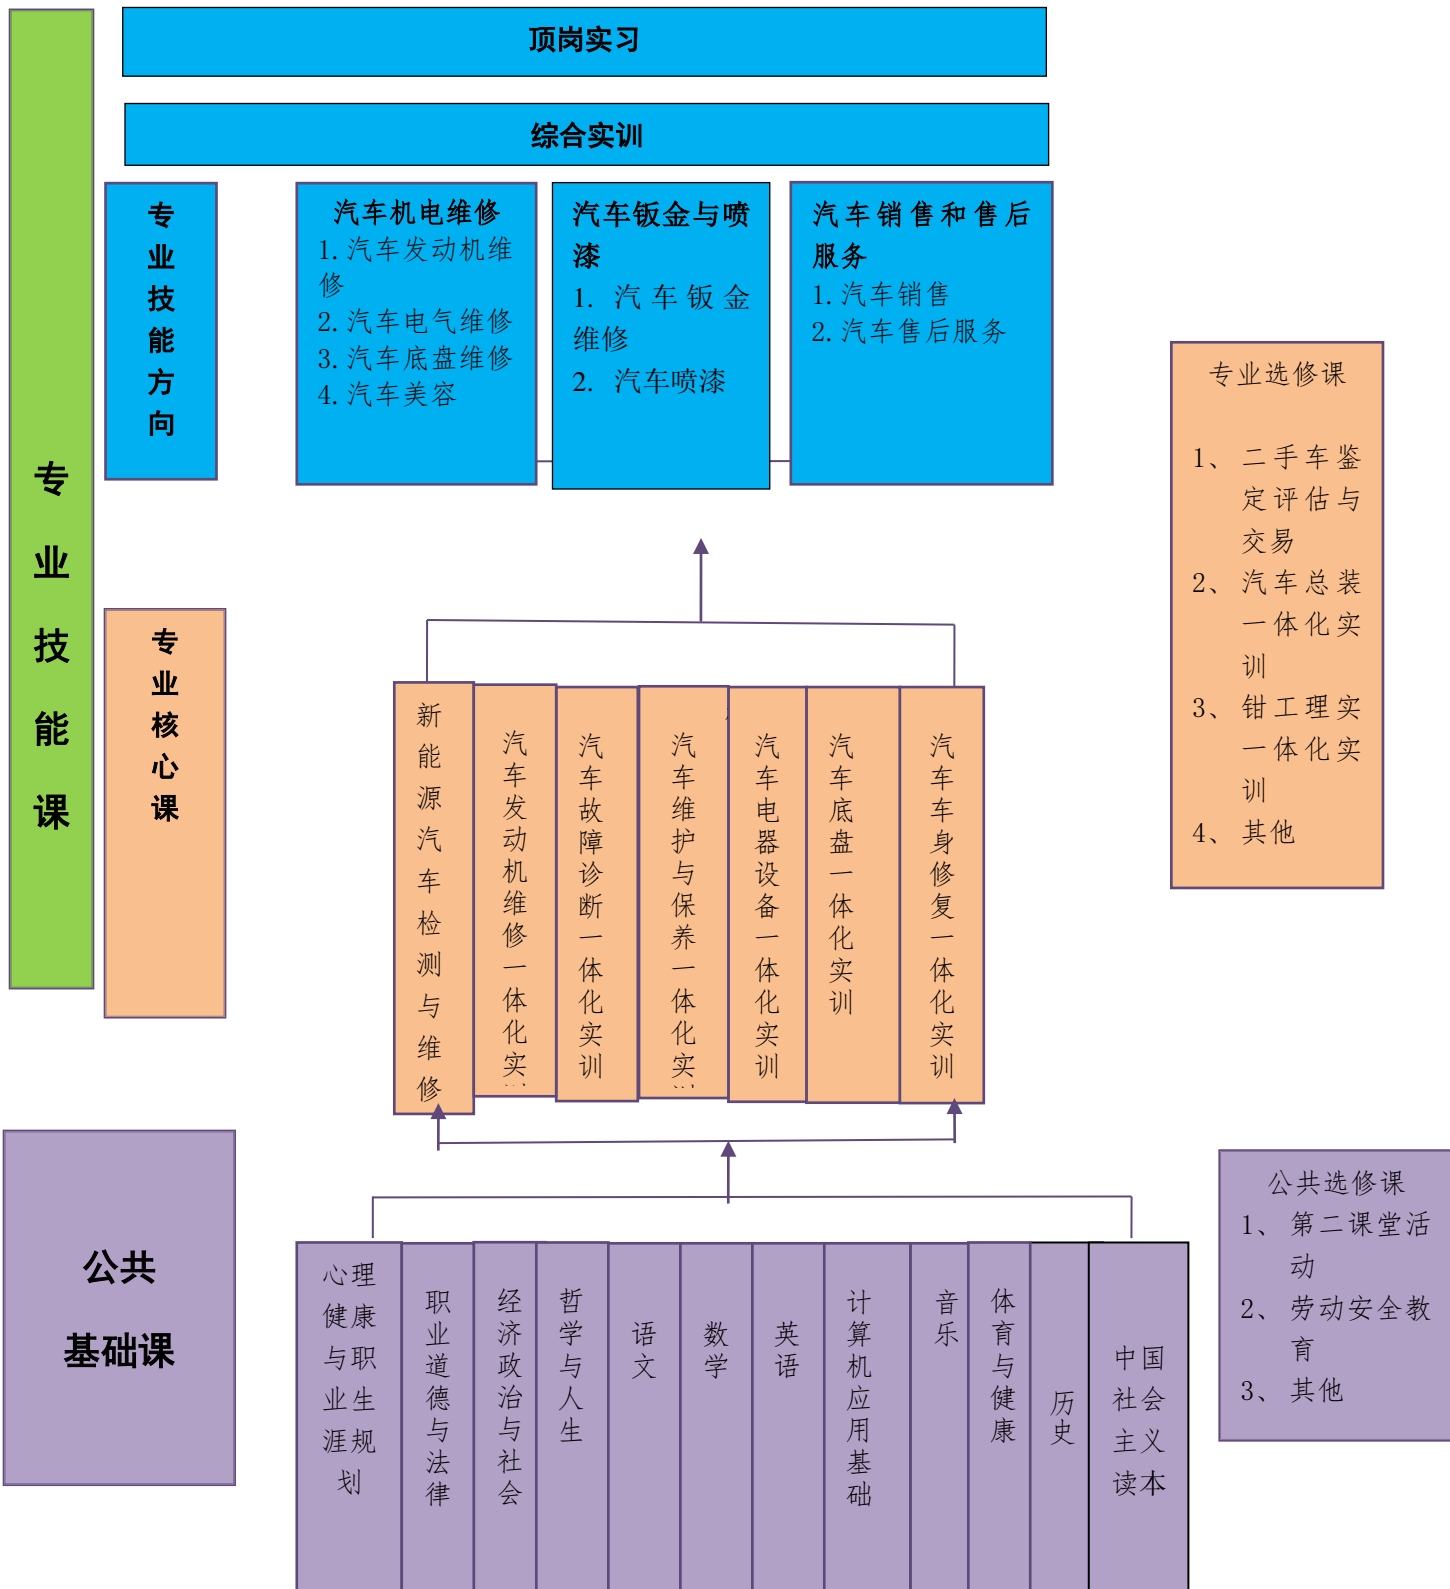 顶岗实习
综合实训
专业技能课
专业技能方向
汽车机电维修
1.汽车发动机维
修
2.汽车电气维修
3.汽车底盘维修
4.汽车美容
汽车钣金与喷
漆
1. 汽车钣金
维修
2. 汽车喷漆
汽车销售和售后
服务
1.汽车销售
2.汽车售后服务
专业选修课
1、 二手车鉴
定评估与
交易
2、 汽车总装
一体化实
训
3、 钳工理实
一体化实
训
4、 其他
专业核心课
新能源汽车检测与维修
汽车发动机维修一体化实
汽车故障诊断一体化实训
汽车维护与保养一体化实
汽车电器设备一体化实训
汽车底盘一体化实训
汽车车身修复一体化实训
公共
基础课
心理
健康
与职
业生
涯规
划
职业道德与法律
经济政治与社会
哲学与人生
语文
数学
英语
计算机应用基础
音乐
体育与健康
历史
中国
社会
主义
读本
公共选修课
1、 第二课堂活
动
2、 劳动安全教
育
3、 其他